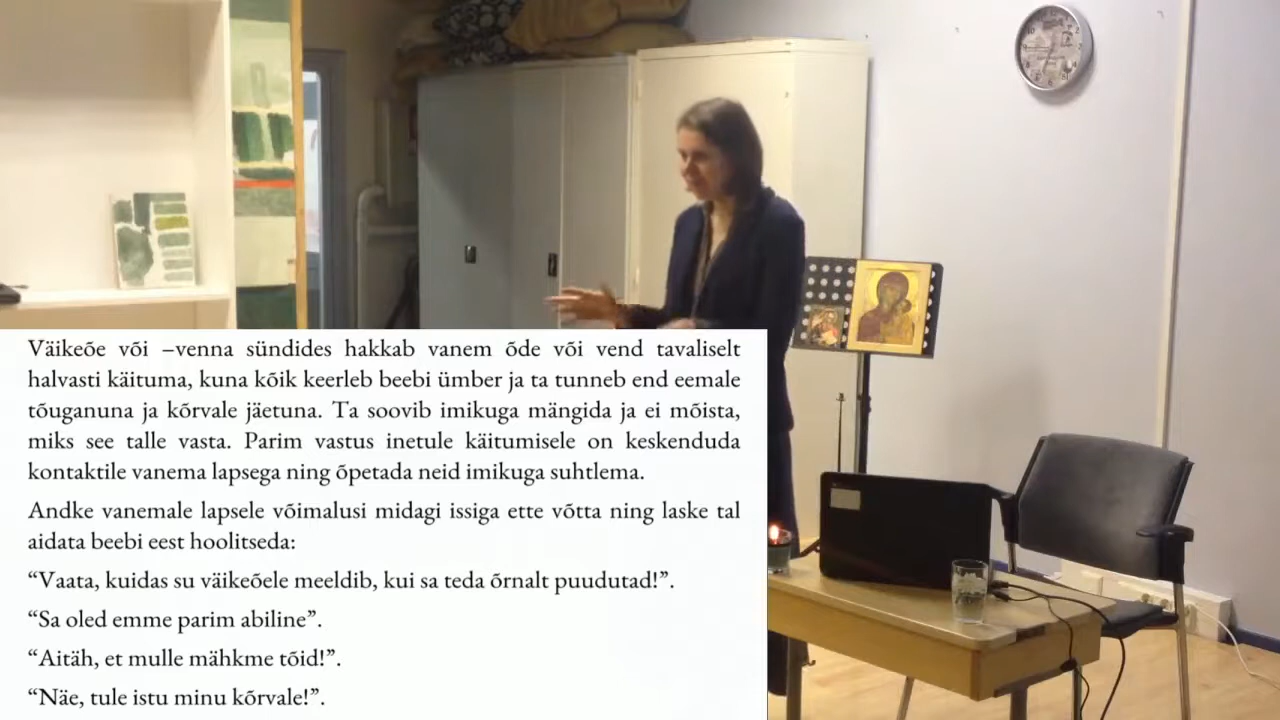 Väikeõe või –venna sündides hakkab vanem õde või vend tavaliselt
halvasti käituma, kuna kõik keerleb beebi ümber ja ta tunneb end eemale
tõuganuna ja kõrvale jäetuna. Ta soovib imikuga mängida ja ei mõista,
miks see talle vasta. Parim vastus inetule käitumisele on keskenduda
kontaktile vanema lapsega ning õpetada neid imikuga suhtlema.
Andke vanemale lapsele võimalusi midagi issiga ette võtta ning laske tal
aidata beebi eest hoolitseda:
“Vaata, kuidas su väikeõele meeldib, kui sa teda õrnalt puudutad!”.
“Sa oled emme parim abiline”.
“Aitäh, et mulle mähkme tõid!”.
“Näe, tule istu minu kõrvale!”.